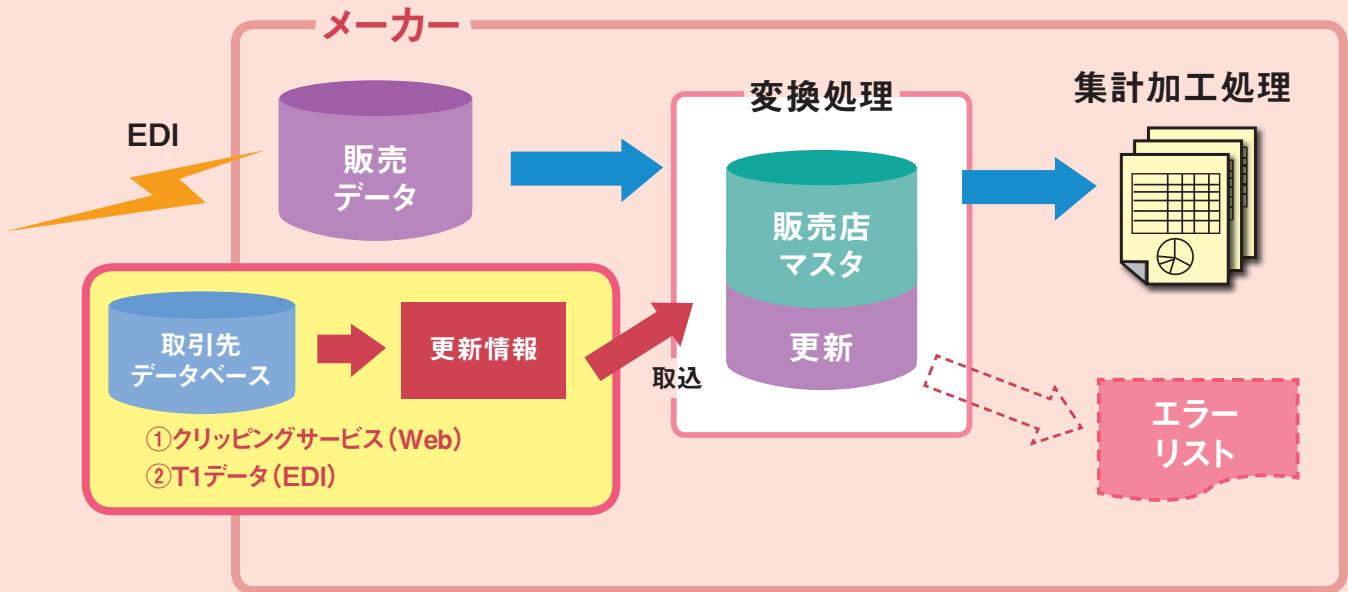 メーカー
EDI
販売
データ
変換処理
販売店
マスタ
更新
集計加工処理
取引先
データベース
更新情報
取込
①クリッピングサービス(Web)
②T1データ(EDI)
エラー
リスト